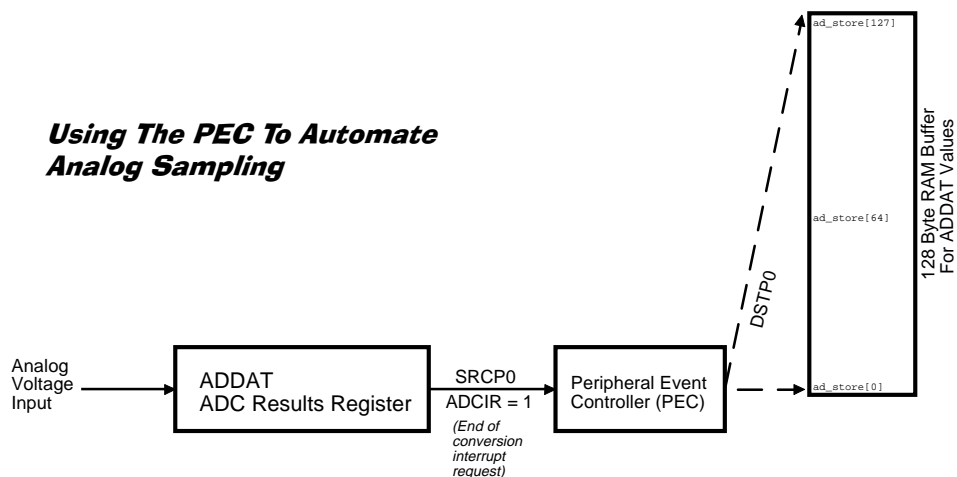 Using The PEC To Automate
Analog Sampling
Analog
Voltage
Input
ADDAT
ADC Results Register
SRCP0
ADCIR = 1
(End of
conversion
interrupt
request)
Peripheral Event
Controller (PEC)
DSTP0
ad_store[127]
ad_store[64]
ad_store[0]
128 Byte RAM Buffer
For ADDAT Values